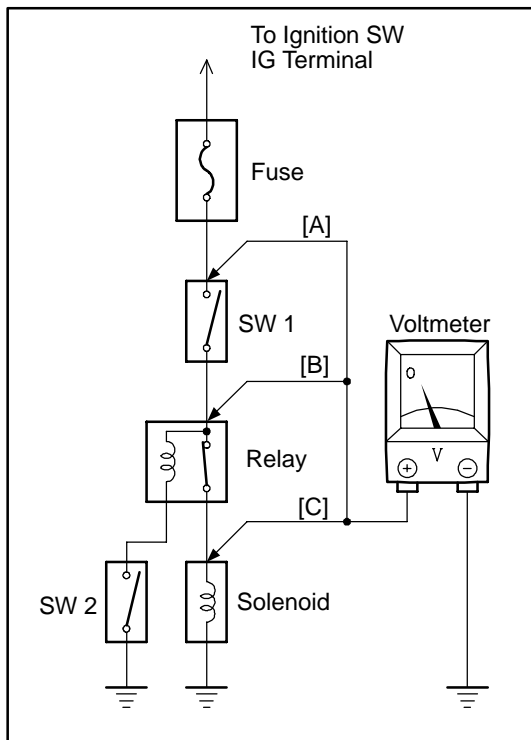 To Ignition SW
IG Terminal
Fuse
[A]
SW 1
Voltmeter
[B]
0
V
Relay
[C]
+ −
SW 2
Solenoid